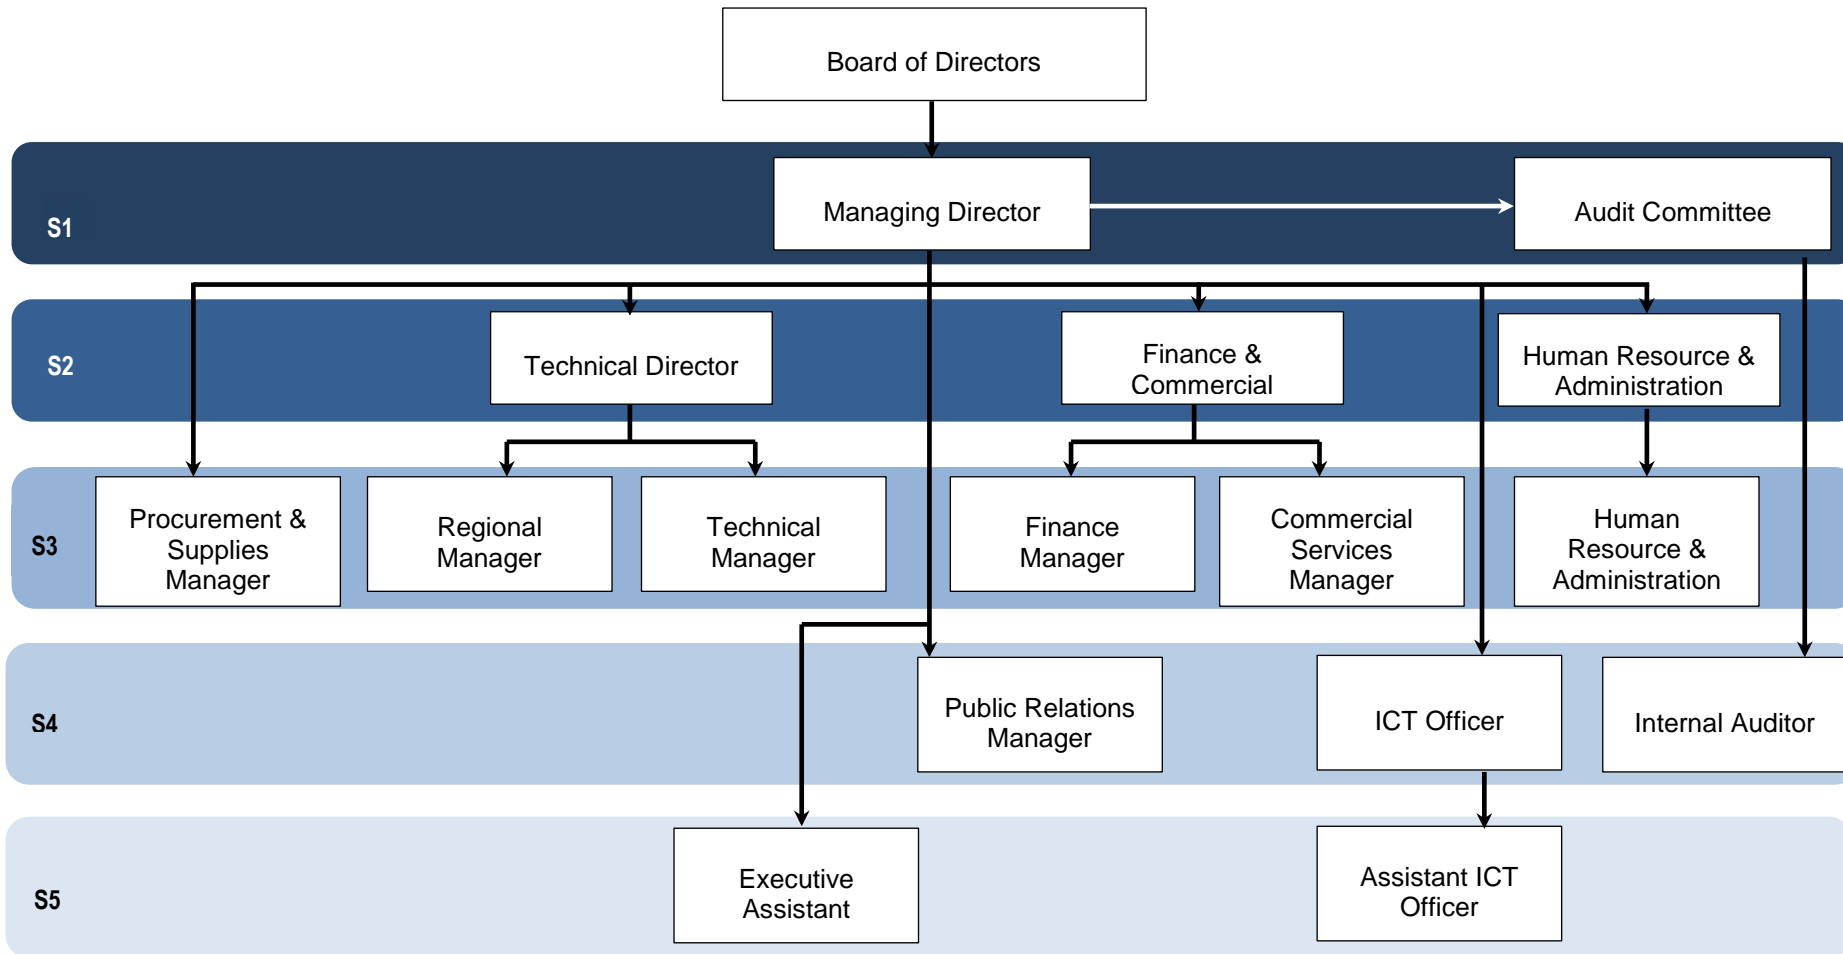 Board of Directors
S1
Managing Director
Audit Committee
S2
Technical Director
Finance &
Commercial
Human Resource &
Administration
S3
Procurement &
Supplies
Manager
Regional
Manager
Technical
Manager
Finance
Manager
Commercial
Services
Manager
Human
Resource &
Administration
S4
Public Relations
Manager
ICT Officer
Internal Auditor
S5
Executive
Assistant
Assistant ICT
Officer